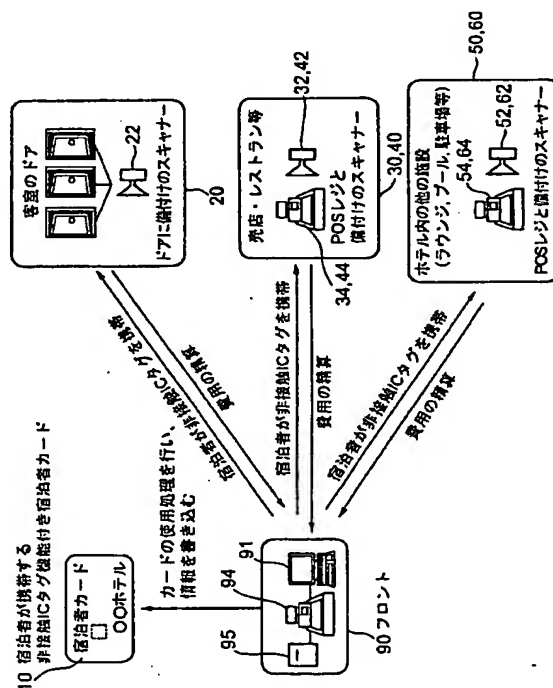 10 宿泊者が携帯する
非接触ICタグ機能付き宿泊者カード
宿泊者カード
〇〇ホテル
カードの使用処理を行い、
情報を書き込む
95
94
91
90 フロント
宿泊者が非接触ICタグを携帯
費用の精算
宿泊者が非接触ICタグを携帯
費用の精算
宿泊者が非接触ICタグを携帯
費用の精算
客室のドア
22
ドアに備付けのスキャナー
20
売店・レストラン等
32,42
34,44
POSレジと
備付けのスキャナー
30,40
50,60
ホテル内の他の施設
(ラウンジ、プール、駐車場等)
54,64
52,62
POSレジと備付けのスキャナー